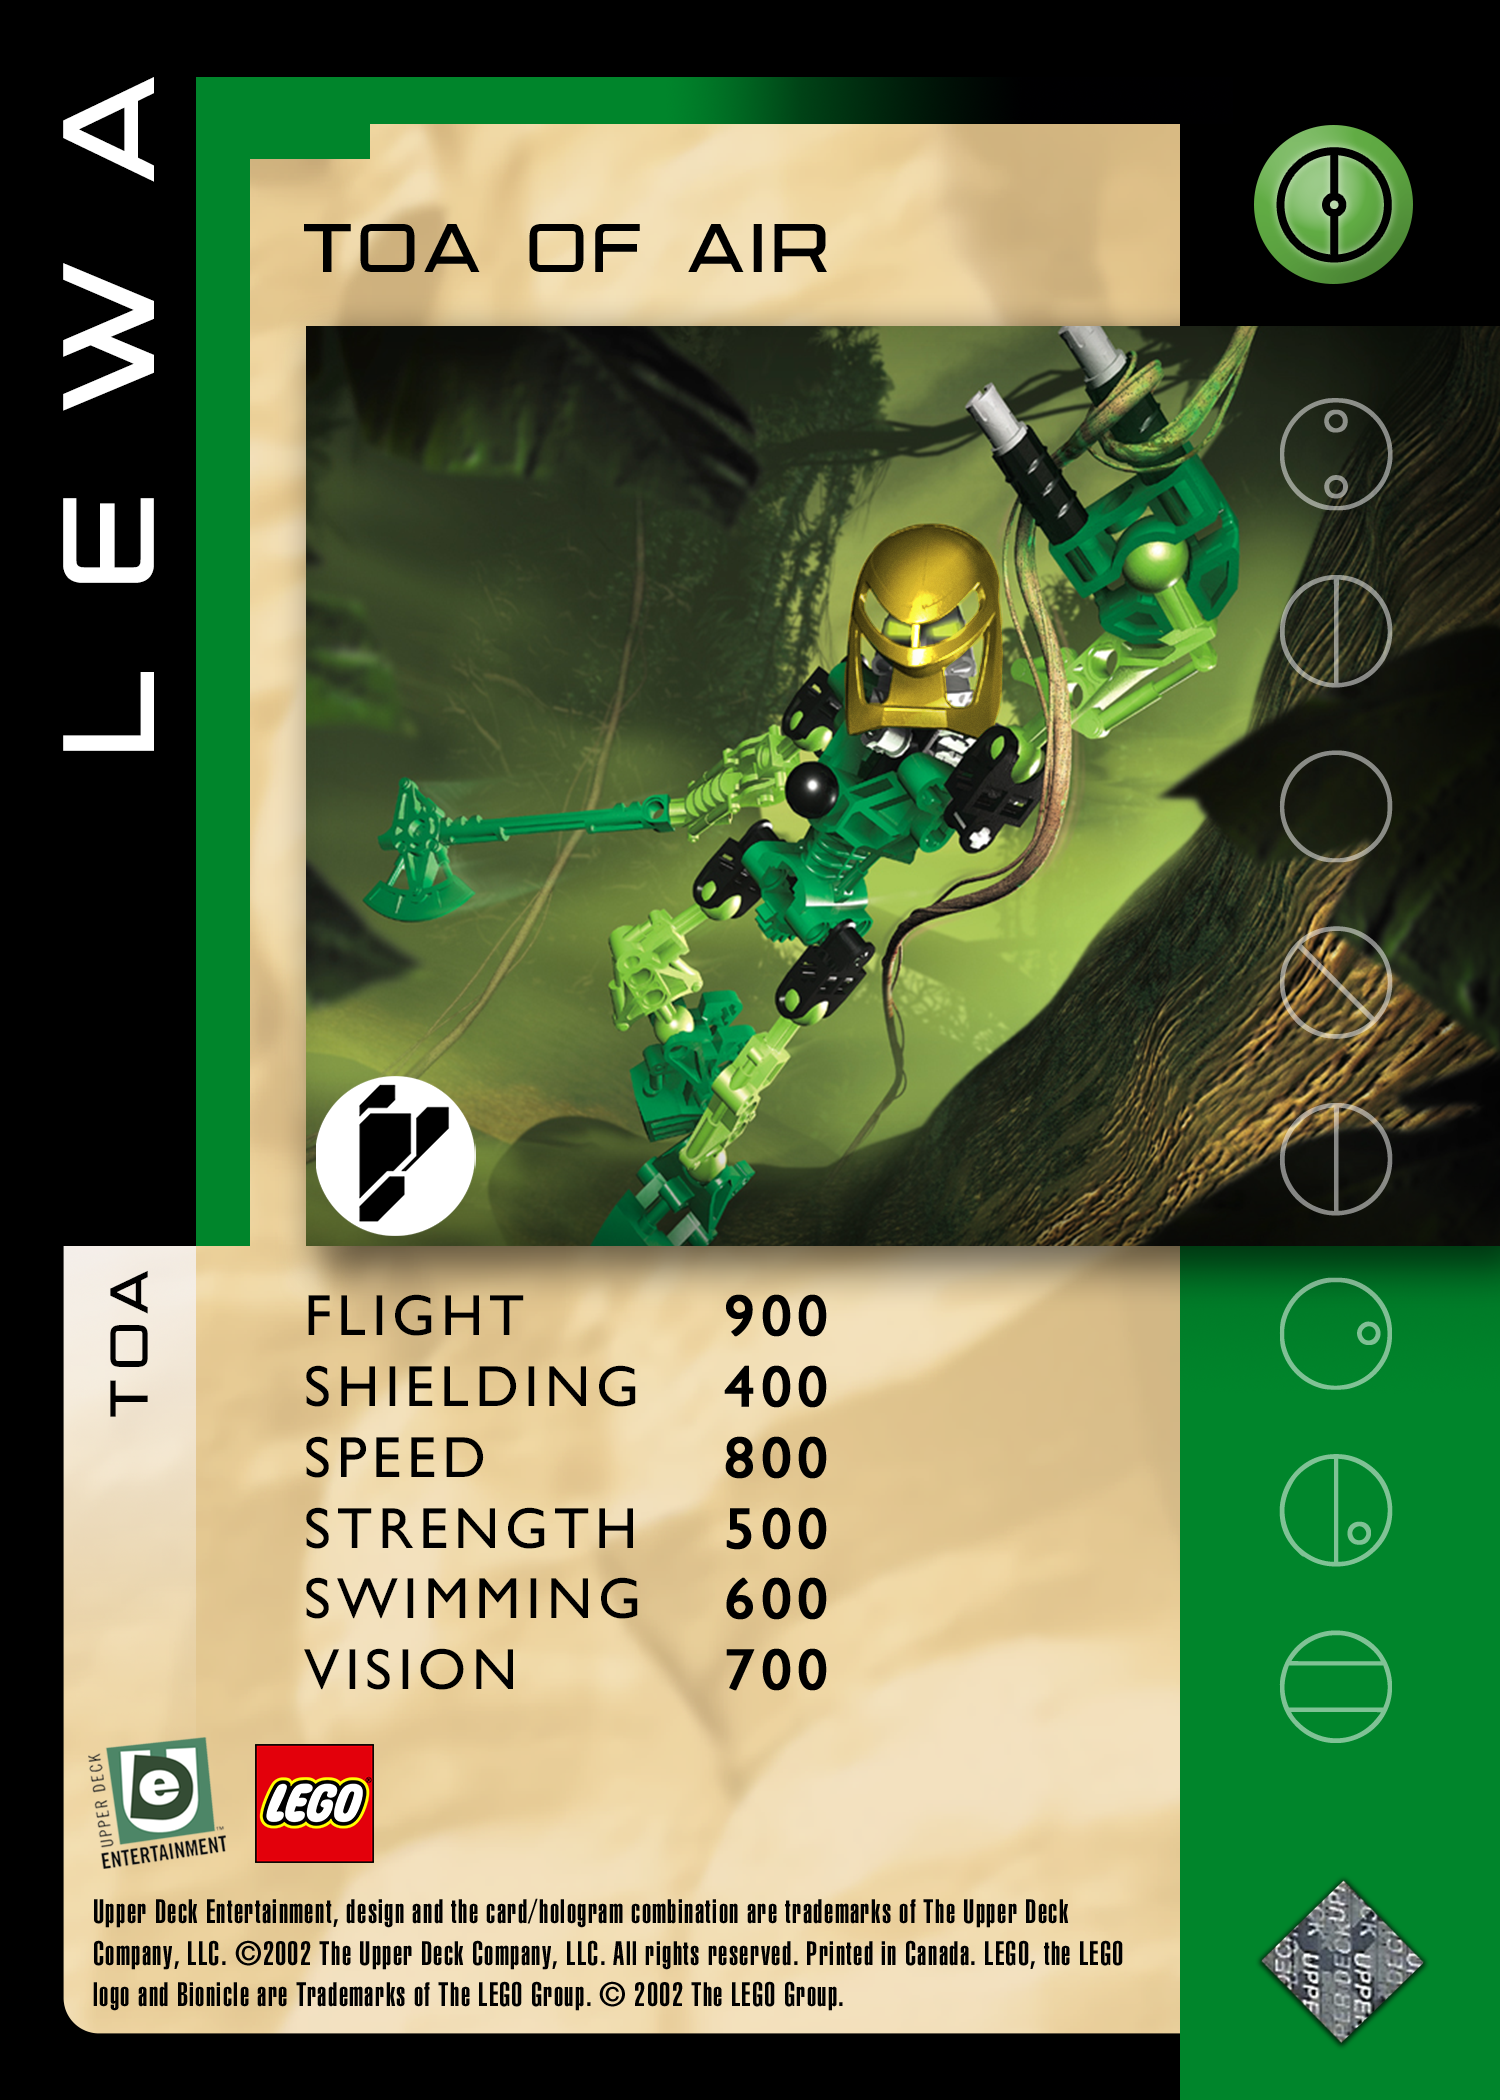 LEWA
TOA OF AIR
TOA
FLIGHT 900
SHIELDING 400
SPEED 800
STRENGTH 500
SWIMMING 600
VISION 700
UPPER DECK
e
ENTERTAINMENT™
LEGO
Upper Deck Entertainment, design and the card/hologram combination are trademarks of The Upper Deck
Company, LLC. ©2002 The Upper Deck Company, LLC. All rights reserved. Printed in Canada. LEGO, the LEGO
logo and Bionicle are Trademarks of The LEGO Group. © 2002 The LEGO Group.